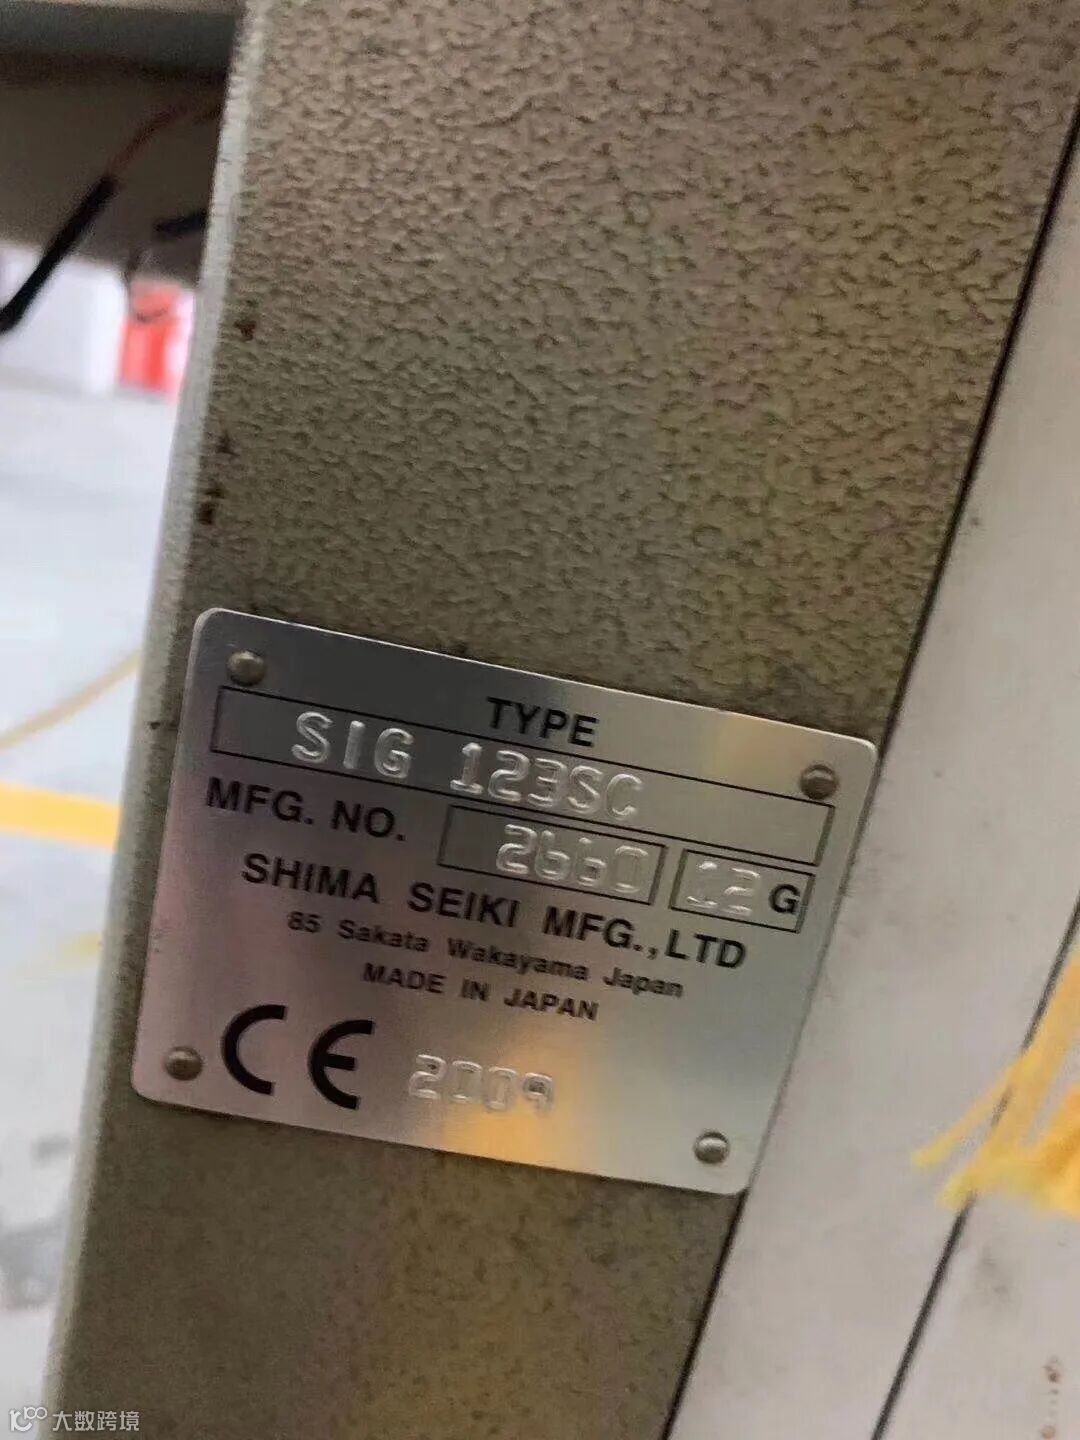 TYPE
SIG 123SC
MFG. NO. 2660 12 G
SHIMA SEIKI MFG., LTD
85 Sakata Wakayama Japan
MADE IN JAPAN
CE 2009
大数跨境